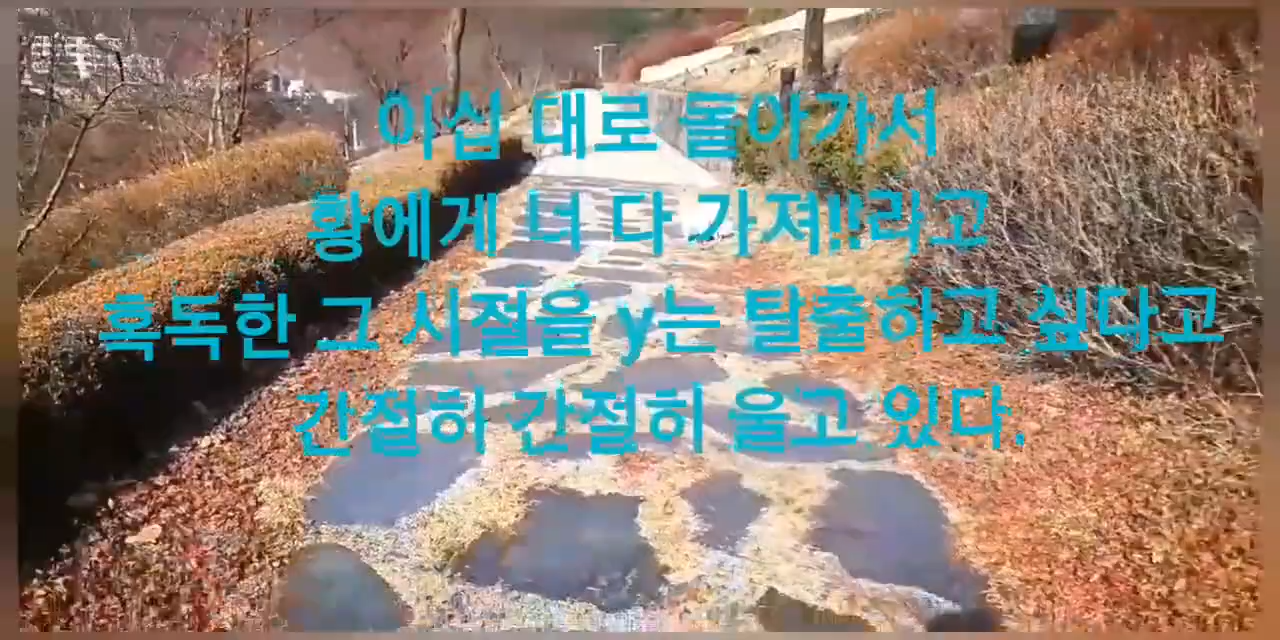 이십 대로 돌아가서
황에게 너 다 가져!!라고
혹독한 그 시절을 y는 탈출하고 싶다고
간절히 간절히 울고 있다.